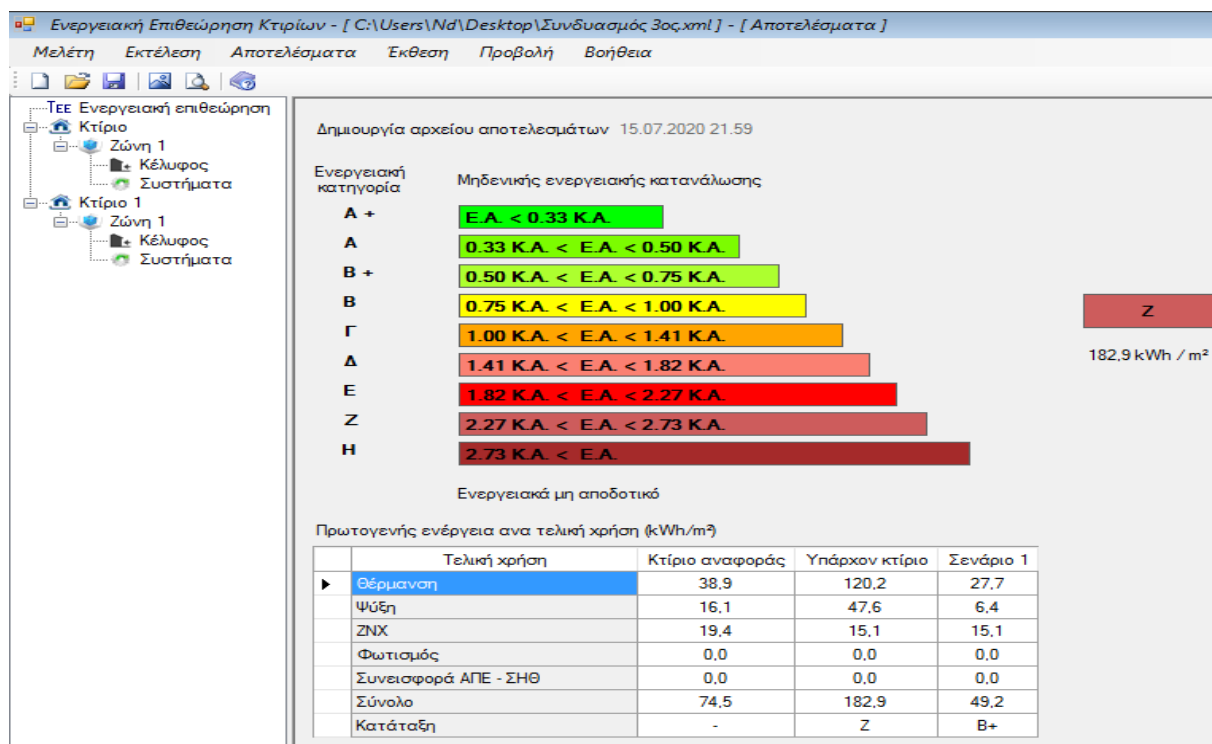 Ενεργειακή Επιθεώρηση Κτιρίων - [ C:\Users\Nd\Desktop\Συνδυασμός 3ος.xml ] - [ Αποτελέσματα ]
Μελέτη Εκτέλεση Αποτελέσματα Έκθεση Προβολή Βοήθεια
ΤΕΕ Ενεργειακή επιθεώρηση
Κτίριο
Ζώνη 1
Κέλυφος
Συστήματα
Κτίριο 1
Ζώνη 1
Κέλυφος
Συστήματα
Δημιουργία αρχείου αποτελεσμάτων 15.07.2020 21.59
Ενεργειακή κατηγορία
Μηδενικής ενεργειακής κατανάλωσης
Α + Ε.Α. < 0.33 Κ.Α.
Α 0.33 Κ.Α. < Ε.Α. < 0.50 Κ.Α.
Β + 0.50 Κ.Α. < Ε.Α. < 0.75 Κ.Α.
Β 0.75 Κ.Α. < Ε.Α. < 1.00 Κ.Α.
Ζ
Γ 1.00 Κ.Α. < Ε.Α. < 1.41 Κ.Α.
182,9 kWh / m²
Δ 1.41 Κ.Α. < Ε.Α. < 1.82 Κ.Α.
Ε 1.82 Κ.Α. < Ε.Α. < 2.27 Κ.Α.
Ζ 2.27 Κ.Α. < Ε.Α. < 2.73 Κ.Α.
Η 2.73 Κ.Α. < Ε.Α.
Ενεργειακά μη αποδοτικό
Πρωτογενής ενέργεια ανα τελική χρήση (kWh/m²)
Τελική χρήση Κτίριο αναφοράς Υπάρχον κτίριο Σενάριο 1
Θέρμανση 38,9 120,2 27,7
Ψύξη 16,1 47,6 6,4
ΖΝΧ 19,4 15,1 15,1
Φωτισμός 0,0 0,0 0,0
Συνεισφορά ΑΠΕ - ΣΗΘ 0,0 0,0 0,0
Σύνολο 74,5 182,9 49,2
Κατάταξη - Ζ Β+